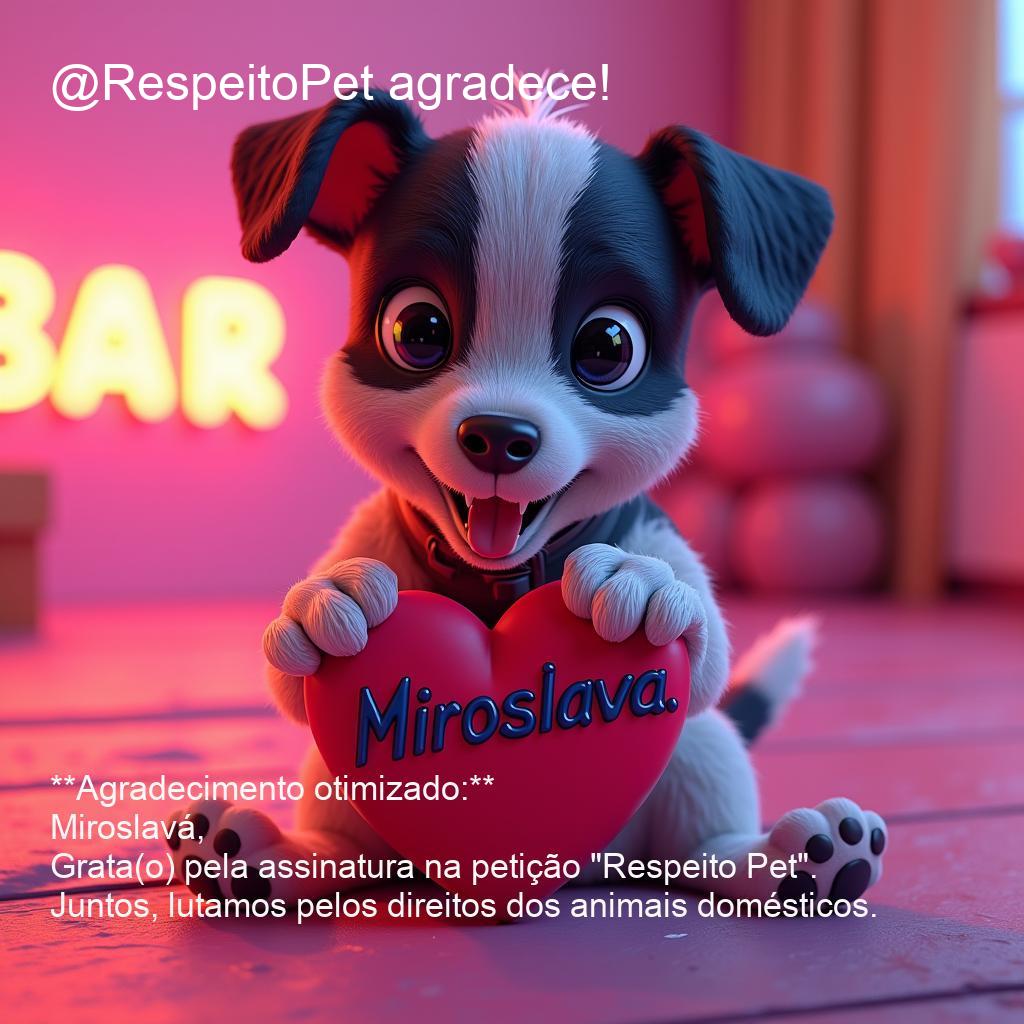 @RespeitoPet agradece!
BAR
Miroslava.
**Agradecimento otimizado:**
Miroslavá,
Grata(o) pela assinatura na petição "Respeito Pet".
Juntos, lutamos pelos direitos dos animais domésticos.